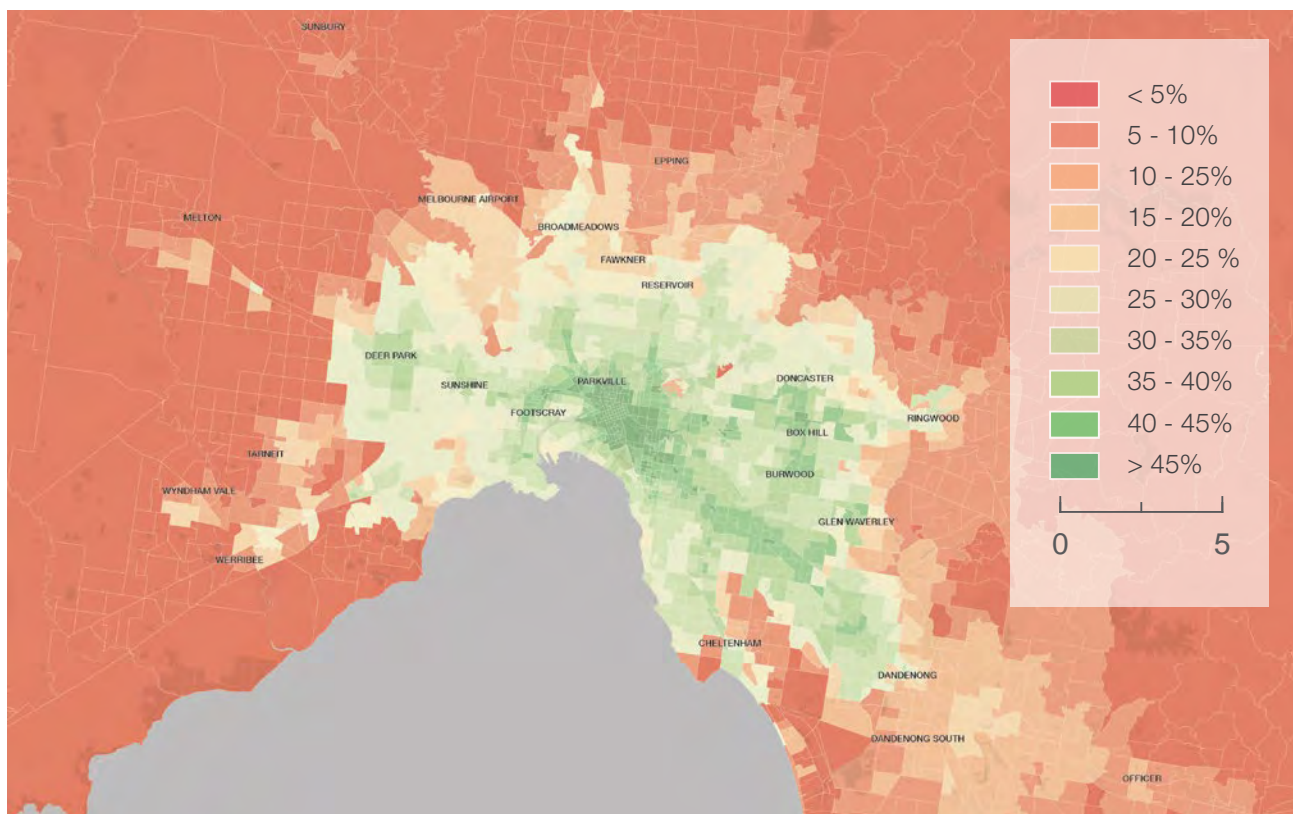 SUNBURY
< 5%
5 - 10%
EPPING
10 - 25%
MELBOURNE AIRPORT
MELTON
15 - 20%
BROADMEADOWS
FAWKNER
20 - 25 %
RESERVOIR
25 - 30%
30 - 35%
DEER PARK
SUNSHINE
PARKVILLE
DONCASTER
35 - 40%
FOOTSCRAY
RINGWOOD
40 - 45%
BOX HILL
TARNEIT
> 45%
BURWOOD
WYNDHAM VALE
GLEN WAVERLEY
0 5
WERRIBEE
CHELTENHAM
DANDENONG
DANDENONG SOUTH
OFFICER